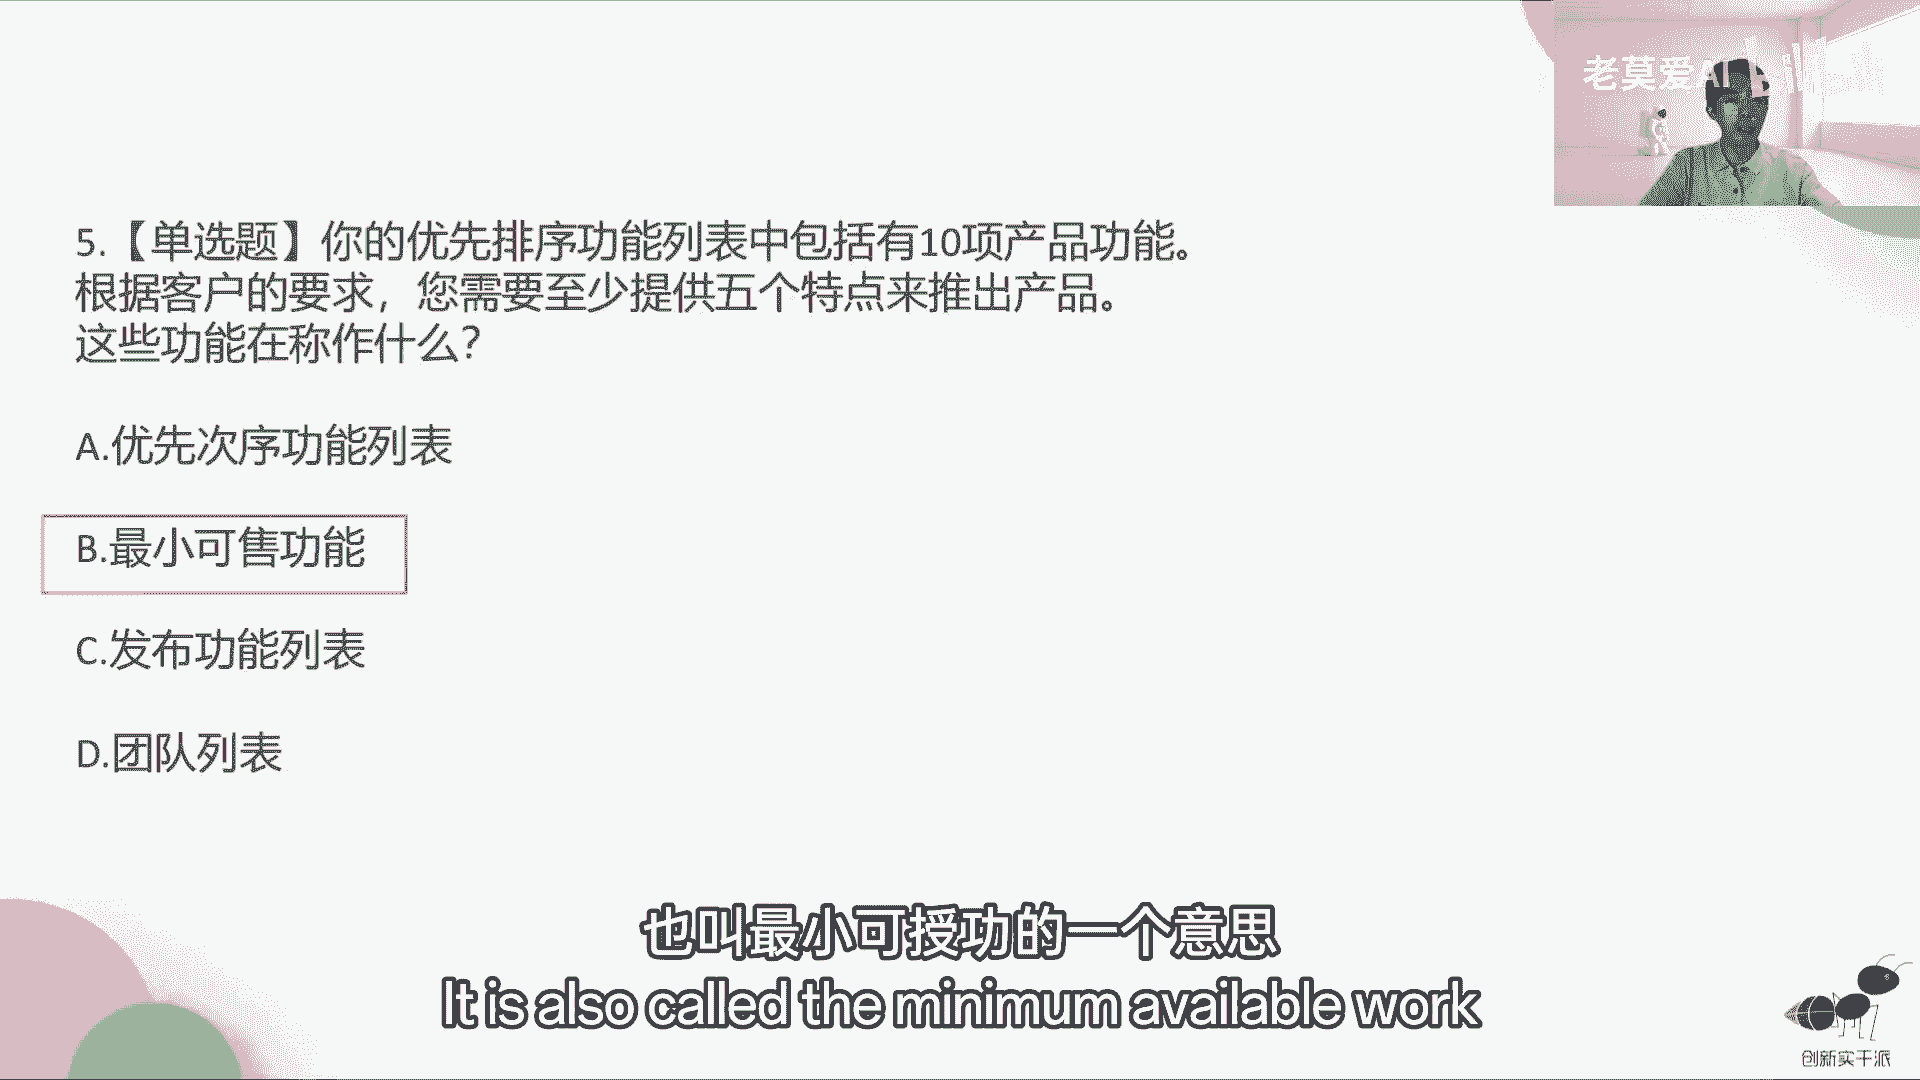 老莫爱AI
5.【单选题】你的优先排序功能列表中包括有10项产品功能。
根据客户的要求，您需要至少提供五个特点来推出产品。
这些功能在称作什么？
A.优先次序功能列表
B.最小可售功能
C.发布功能列表
D.团队列表
也叫最小可授功的一个意思
It is also called the minimum available work
创新实干派